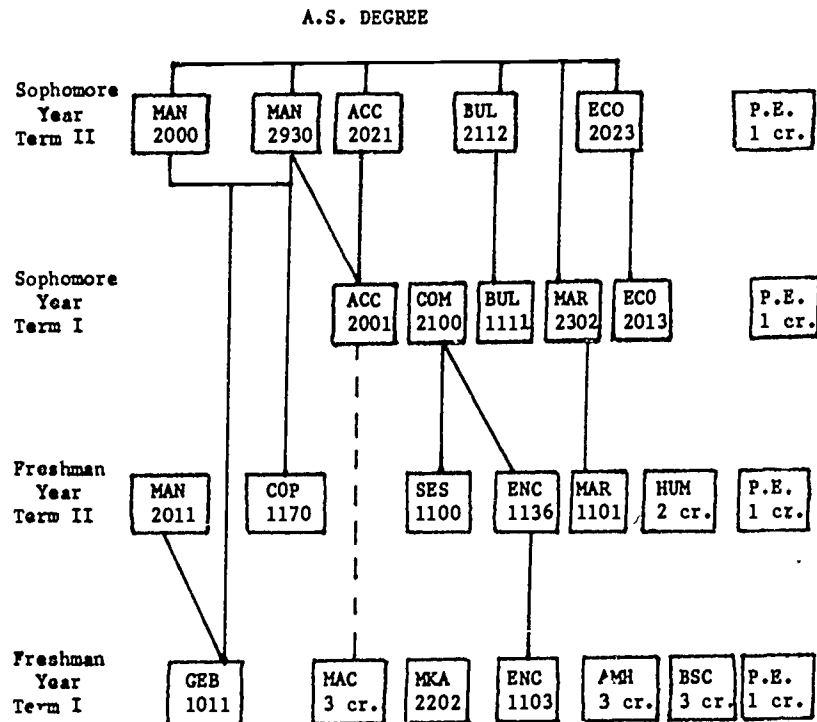 A.S. DEGREE
Sophomore
Year
Term II
MAN
2000
MAN
2930
ACC
2021
BUL
2112
ECO
2023
P.E.
1 cr.
Sophomore
Year
Term I
ACC
2001
COM
2100
BUL
1111
MAR
2302
ECO
2013
P.E.
1 cr.
Freshman
Year
Term II
MAN
2011
COP
1170
SES
1100
ENC
1136
MAR
1101
HUM
2 cr.
P.E.
1 cr.
Freshman
Year
Term I
GEB
1011
MAC
3 cr.
MKA
2202
ENC
1103
AMH
3 cr.
BSC
3 cr.
P.E.
1 cr.